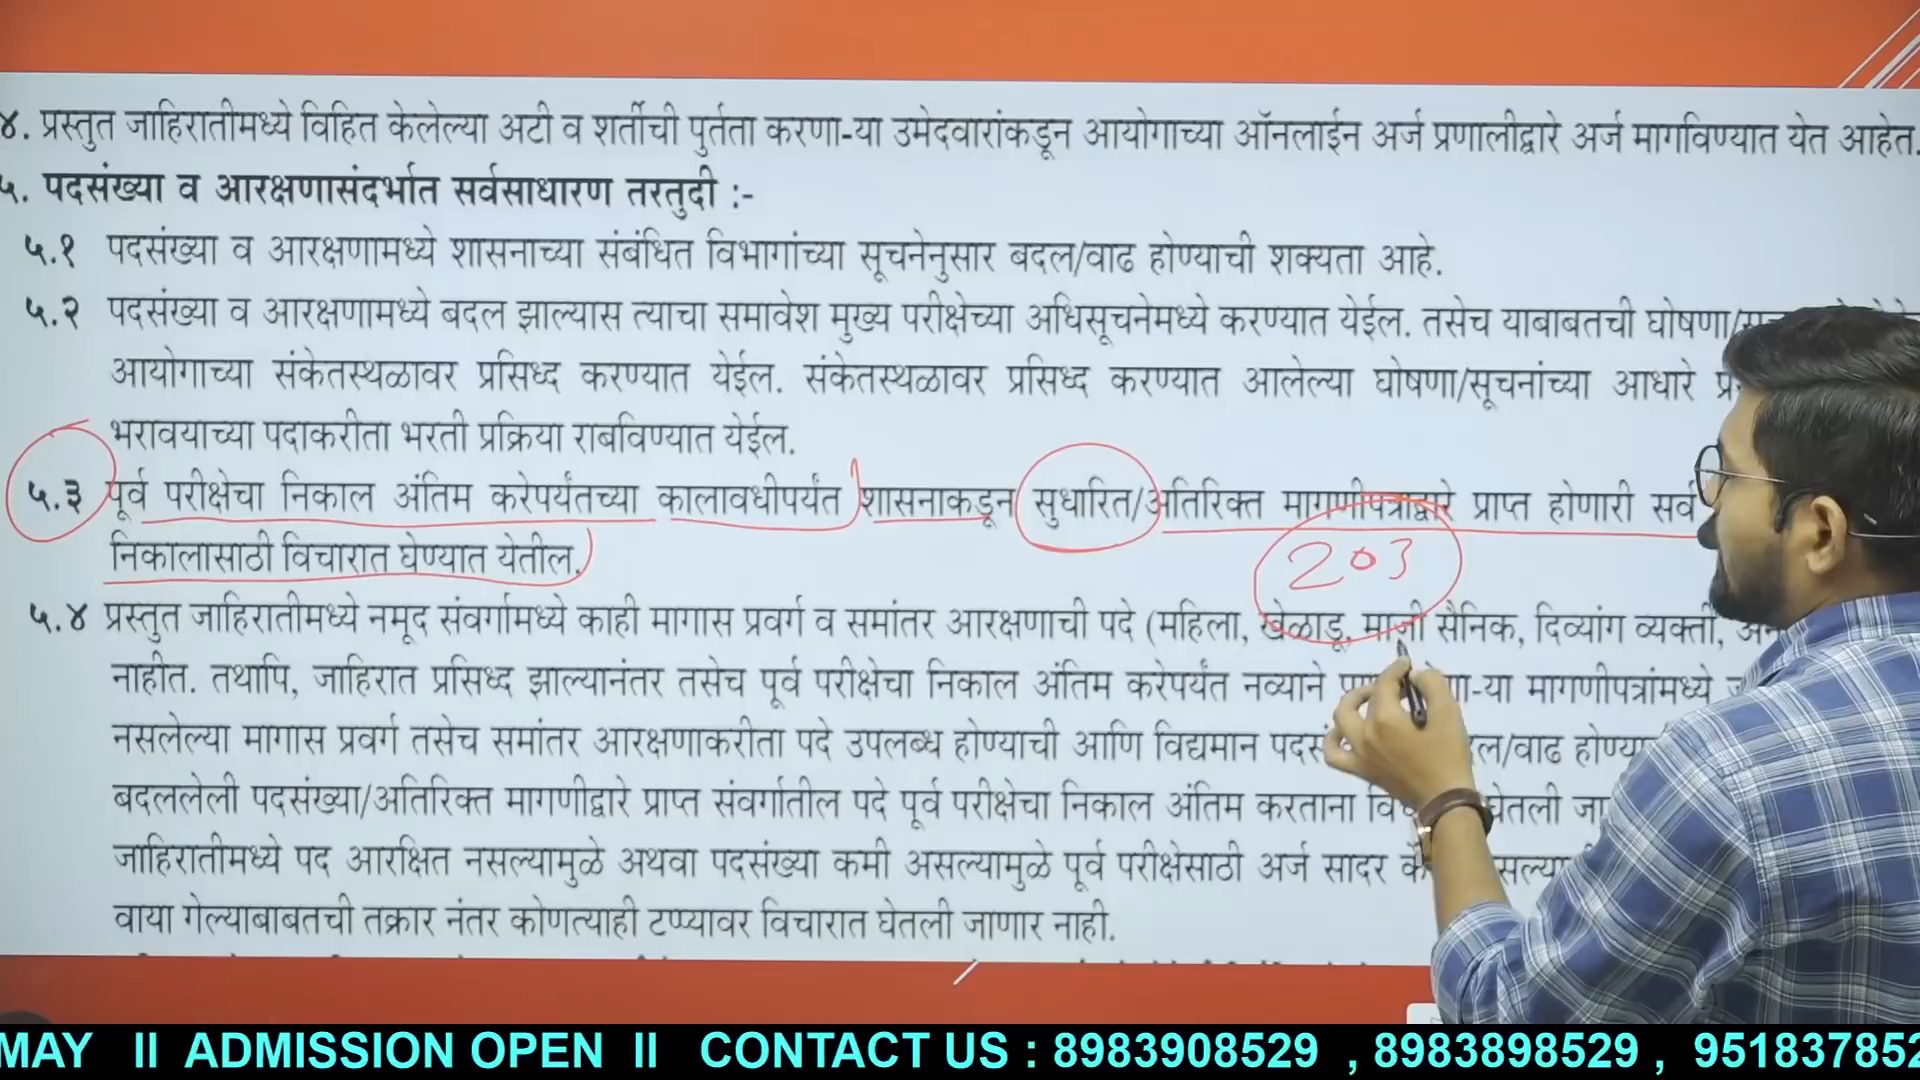 ४. प्रस्तुत जाहिरातीमध्ये विहित केलेल्या अटी व शर्तीची पुर्तता करणा-या उमेदवारांकडून आयोगाच्या ऑनलाईन अर्ज प्रणालीद्वारे अर्ज मागविण्यात येत आहेत.
५. पदसंख्या व आरक्षणासंदर्भात सर्वसाधारण तरतुदी :-
५.१ पदसंख्या व आरक्षणामध्ये शासनाच्या संबंधित विभागांच्या सूचनेनुसार बदल/वाढ होण्याची शक्यता आहे.
५.२ पदसंख्या व आरक्षणामध्ये बदल झाल्यास त्याचा समावेश मुख्य परीक्षेच्या अधिसूचनेमध्ये करण्यात येईल. तसेच याबाबतची घोषणा/
आयोगाच्या संकेतस्थळावर प्रसिध्द करण्यात येईल. संकेतस्थळावर प्रसिध्द करण्यात आलेल्या घोषणा/सूचनांच्या आधारे
भरावयाच्या पदाकरीता भरती प्रक्रिया राबविण्यात येईल.
५.३ पूर्व परीक्षेचा निकाल अंतिम करेपर्यंतच्या कालावधीपर्यंत शासनाकडून सुधारित/अतिरिक्त मागणीपत्राद्वारे प्राप्त होणारी सर्व
निकालासाठी विचारात घेण्यात येतील.
203
५.४ प्रस्तुत जाहिरातीमध्ये नमूद संवर्गामध्ये काही मागास प्रवर्ग व समांतर आरक्षणाची पदे (महिला, खेळाडू, माजी सैनिक, दिव्यांग व्यक्ती,
नाहीत. तथापि, जाहिरात प्रसिध्द झाल्यानंतर तसेच पूर्व परीक्षेचा निकाल अंतिम करेपर्यंत नव्याने मागणीपत्रांमध्ये
नसलेल्या मागास प्रवर्ग तसेच समांतर आरक्षणाकरीता पदे उपलब्ध होण्याची आणि विद्यमान
बदललेली पदसंख्या/अतिरिक्त मागणीद्वारे प्राप्त संवर्गातील पदे पूर्व परीक्षेचा निकाल अंतिम करताना
जाहिरातीमध्ये पद आरक्षित नसल्यामुळे अथवा पदसंख्या कमी असल्यामुळे पूर्व परीक्षेसाठी अर्ज सादर
वाया गेल्याबाबतची तक्रार नंतर कोणत्याही टप्प्यावर विचारात घेतली जाणार नाही.
MAY II ADMISSION OPEN II CONTACT US : 8983908529 , 8983898529 , 951837852